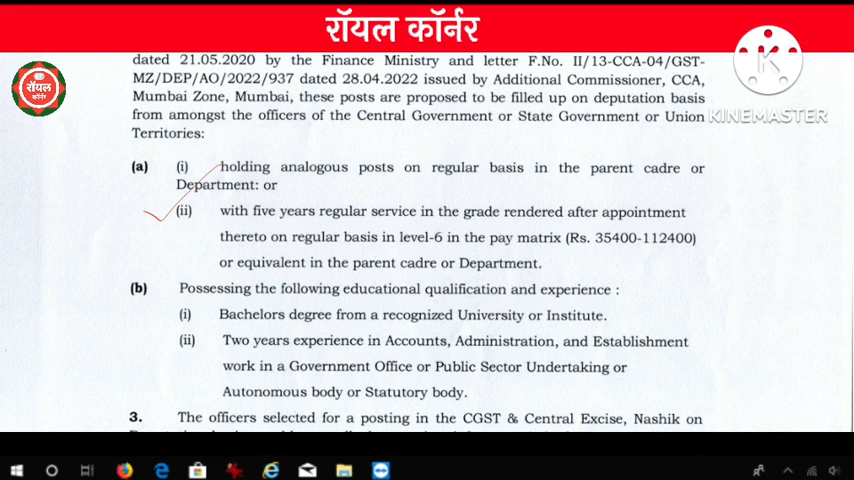 रॉयल कॉर्नर
dated 21.05.2020 by the Finance Ministry and letter F.No. II/13-CCA-04/GST-
MZ/DEP/AO/2022/937 dated 28.04.2022 issued by Additional Commissioner, CCA,
Mumbai Zone, Mumbai, these posts are proposed to be filled up on deputation basis
from amongst the officers of the Central Government or State Government or Union
Territories:
रॉयल
कॉर्नर
K
KINEMASTER
(a) (i) holding analogous posts on regular basis in the parent cadre or
Department: or
(ii) with five years regular service in the grade rendered after appointment
thereto on regular basis in level-6 in the pay matrix (Rs. 35400-112400)
or equivalent in the parent cadre or Department.
(b) Possessing the following educational qualification and experience :
(i) Bachelors degree from a recognized University or Institute.
(ii) Two years experience in Accounts, Administration, and Establishment
work in a Government Office or Public Sector Undertaking or
Autonomous body or Statutory body.
3. The officers selected for a posting in the CGST & Central Excise, Nashik on